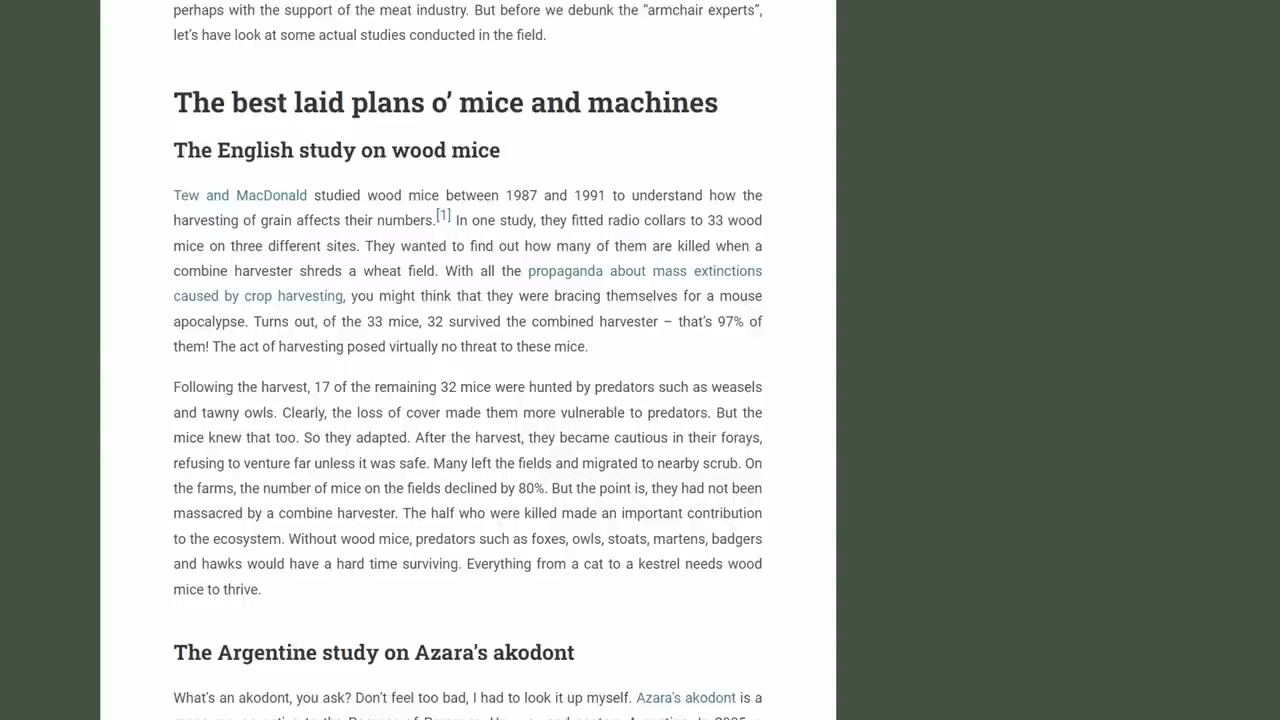 perhaps with the support of the meat industry. But before we debunk the “armchair experts”,
let’s have look at some actual studies conducted in the field.
The best laid plans o’ mice and machines
The English study on wood mice
Tew and MacDonald studied wood mice between 1987 and 1991 to understand how the
harvesting of grain affects their numbers.[1] In one study, they fitted radio collars to 33 wood
mice on three different sites. They wanted to find out how many of them are killed when a
combine harvester shreds a wheat field. With all the propaganda about mass extinctions
caused by crop harvesting, you might think that they were bracing themselves for a mouse
apocalypse. Turns out, of the 33 mice, 32 survived the combined harvester – that’s 97% of
them! The act of harvesting posed virtually no threat to these mice.
Following the harvest, 17 of the remaining 32 mice were hunted by predators such as weasels
and tawny owls. Clearly, the loss of cover made them more vulnerable to predators. But the
mice knew that too. So they adapted. After the harvest, they became cautious in their forays,
refusing to venture far unless it was safe. Many left the fields and migrated to nearby scrub. On
the farms, the number of mice on the fields declined by 80%. But the point is, they had not been
massacred by a combine harvester. The half who were killed made an important contribution
to the ecosystem. Without wood mice, predators such as foxes, owls, stoats, martens, badgers
and hawks would have a hard time surviving. Everything from a cat to a kestrel needs wood
mice to thrive.
The Argentine study on Azara’s akodont
What’s an akodont, you ask? Don’t feel too bad, I had to look it up myself. Azara’s akodont is a